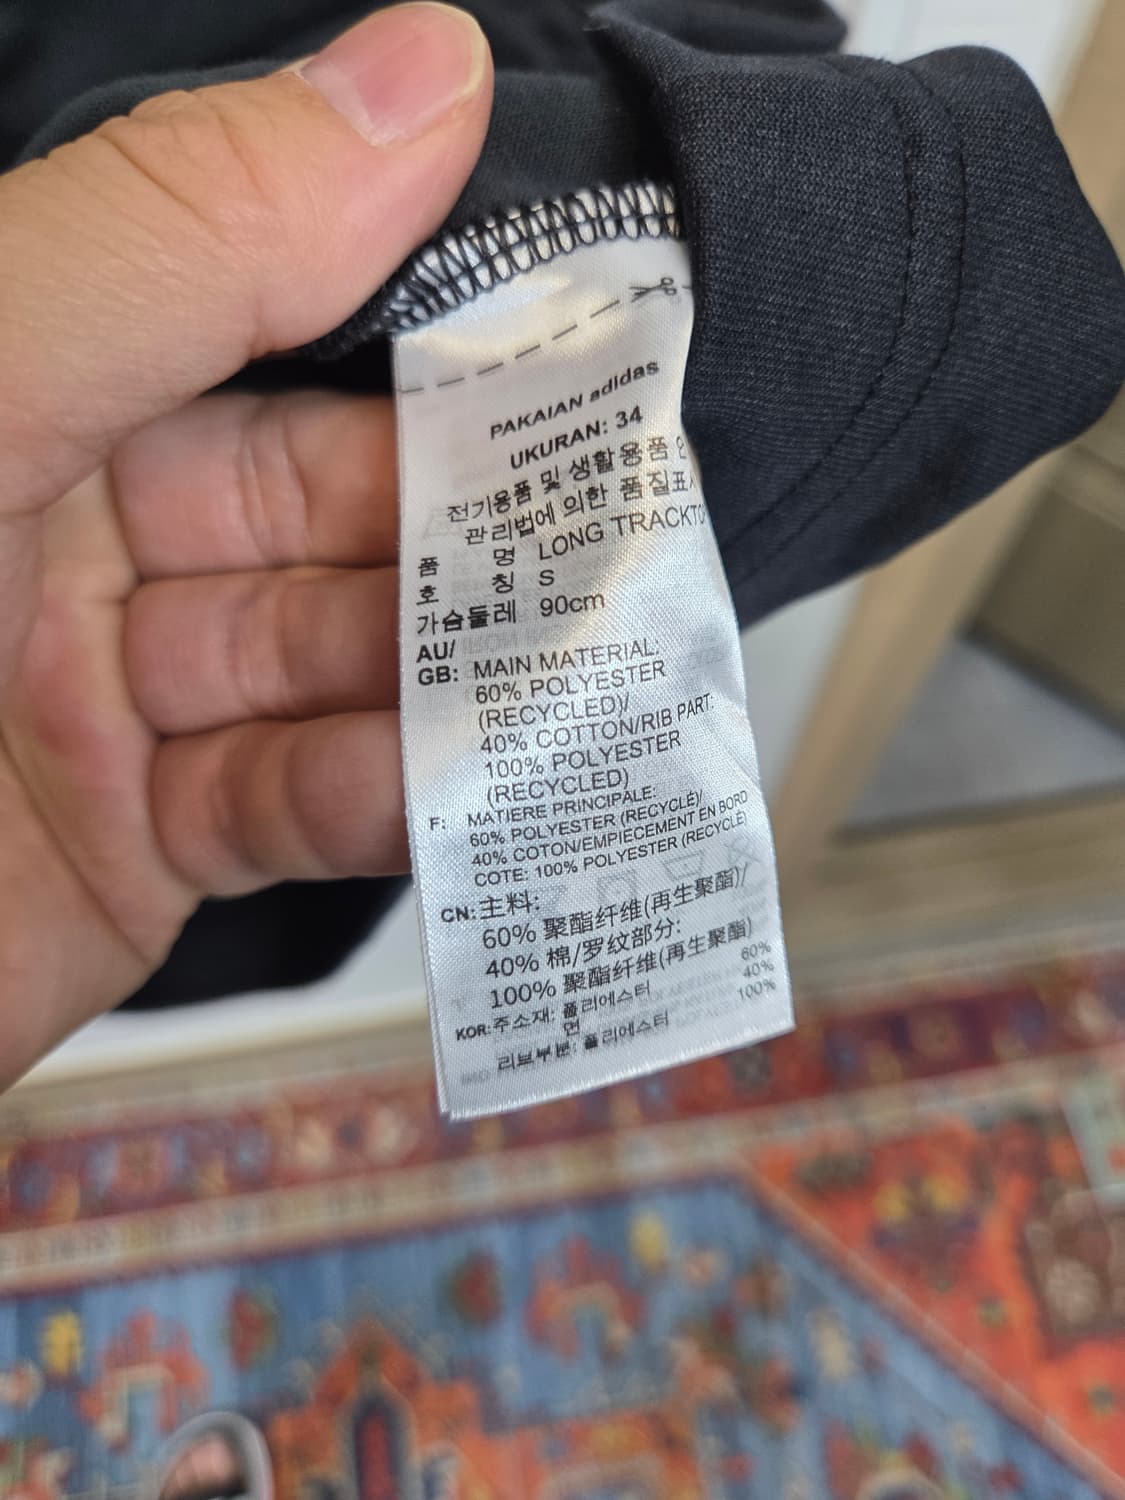 PAKAIAN adidas
UKURAN: 34
전기용품 및 생활용품
관리법에 의한 품질표시
품 명 LONG TRACKTO
호 칭 S
가슴둘레 90cm
AU/
GB: MAIN MATERIAL:
60% POLYESTER
(RECYCLED)/
40% COTTON/RIB PART:
100% POLYESTER
(RECYCLED)
F: MATIERE PRINCIPALE:
60% POLYESTER (RECYCLÉ)/
40% COTON/EMPIECEMENT EN BORD
COTE: 100% POLYESTER (RECYCLÉ)
CN: 主料:
60% 聚酯纤维(再生聚酯)/
40% 棉/罗纹部分:
100% 聚酯纤维(再生聚酯)
KOR: 주소재: 폴리에스터 60%
면 40%
리브부분: 폴리에스터 100%